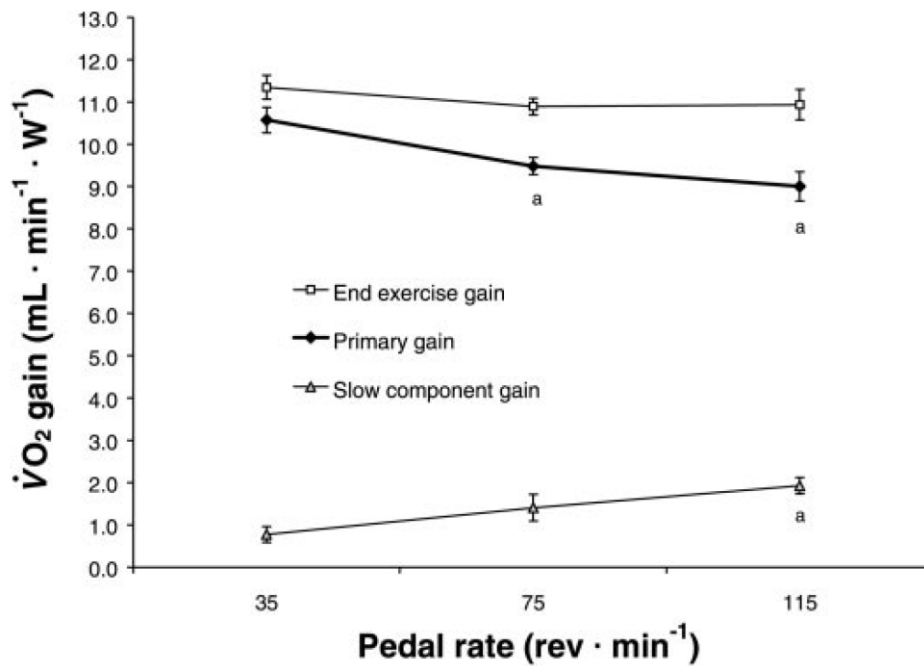 13.0
12.0
11.0
10.0
9.0
8.0
7.0
6.0
5.0
4.0
3.0
2.0
1.0
0.0
V̇O₂ gain (mL · min⁻¹ · W⁻¹)
a
a
End exercise gain
Primary gain
Slow component gain
a
35 75 115
Pedal rate (rev · min⁻¹)